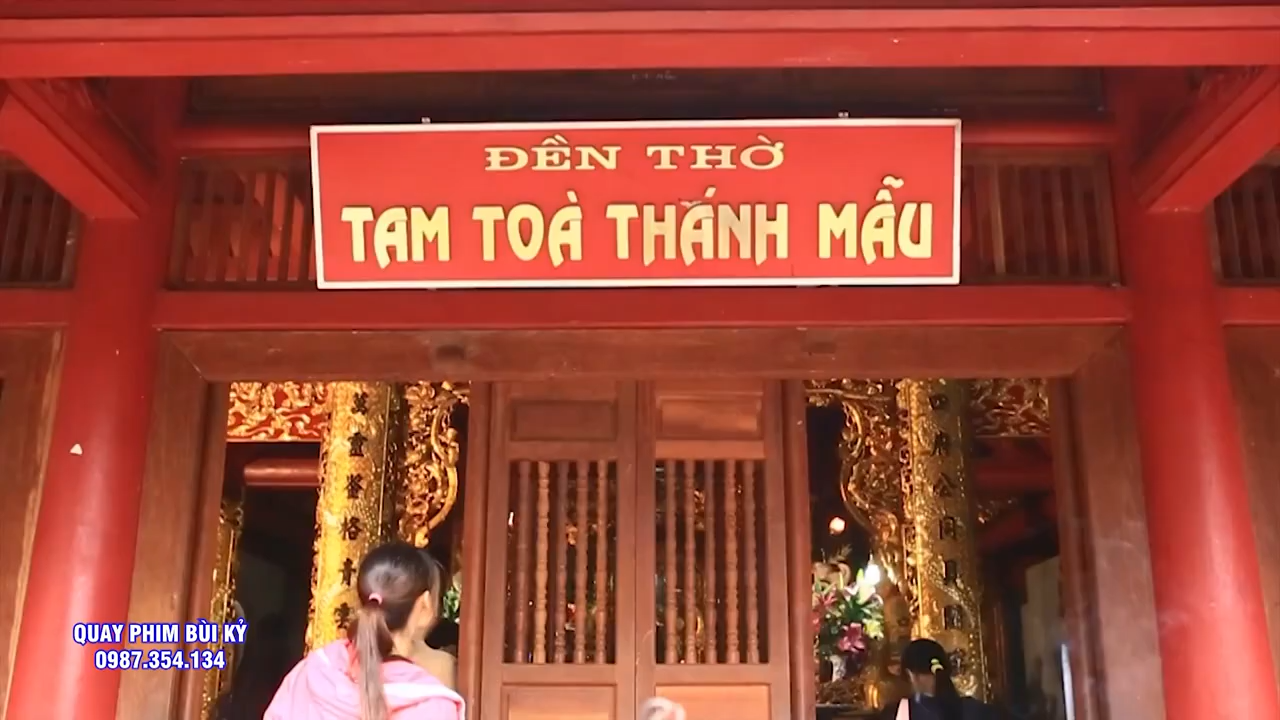 ĐỀN THỜ
TAM TOÀ THÁNH MẪU
QUAY PHIM BÙI KỶ
0987.354.134